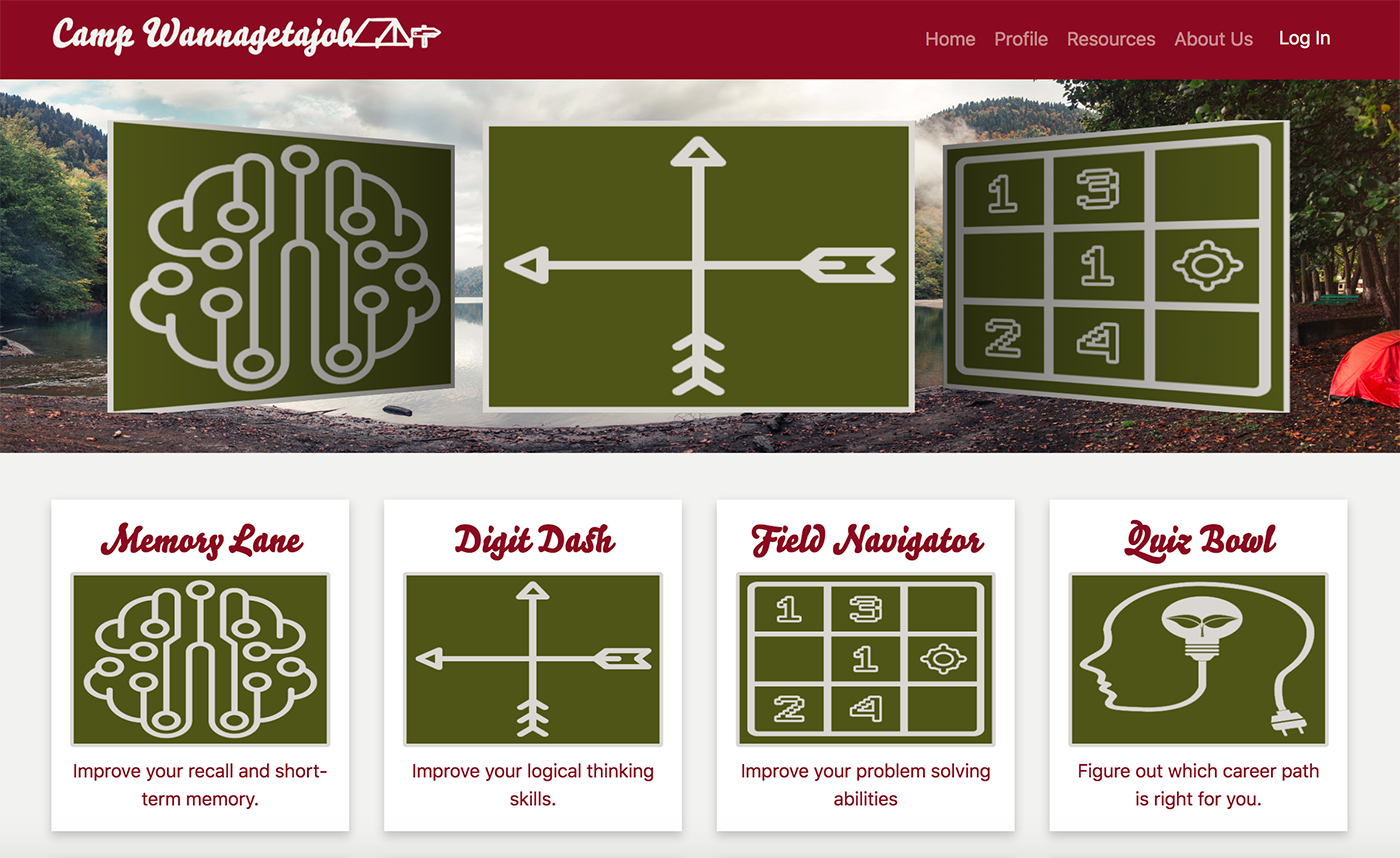 Camp Wannagetajob
Home Profile Resources About Us Log In
1 3
1
2 4
Memory Lane
Digit Dash
Field Navigator
Quiz Bowl
1 3
1
2 4
Improve your recall and short-
term memory.
Improve your logical thinking
skills.
Improve your problem solving
abilities
Figure out which career path
is right for you.